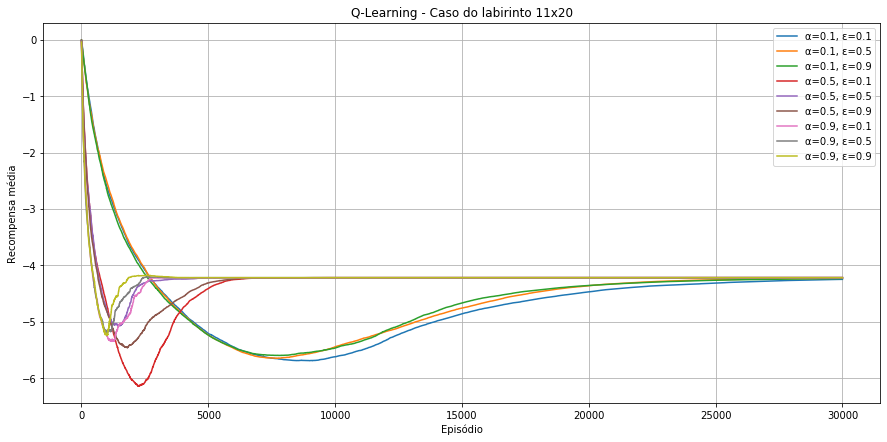 Q-Learning - Caso do labirinto 11x20
Recompensa média
0
−1
−2
−3
−4
−5
−6
α=0.1, ε=0.1
α=0.1, ε=0.5
α=0.1, ε=0.9
α=0.5, ε=0.1
α=0.5, ε=0.5
α=0.5, ε=0.9
α=0.9, ε=0.1
α=0.9, ε=0.5
α=0.9, ε=0.9
0 5000 10000 15000 20000 25000 30000
Episódio